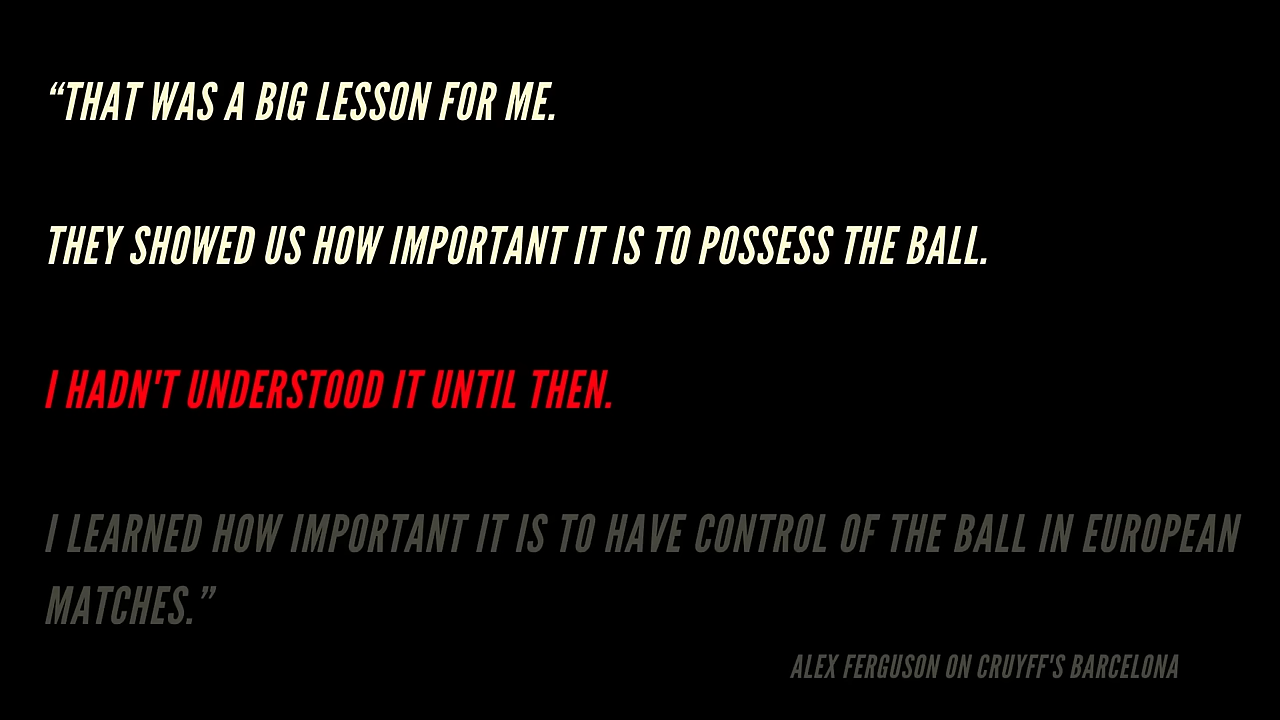 “THAT WAS A BIG LESSON FOR ME.
THEY SHOWED US HOW IMPORTANT IT IS TO POSSESS THE BALL.
I HADN'T UNDERSTOOD IT UNTIL THEN.
I LEARNED HOW IMPORTANT IT IS TO HAVE CONTROL OF THE BALL IN EUROPEAN
MATCHES.”
ALEX FERGUSON ON CRUYFF'S BARCELONA